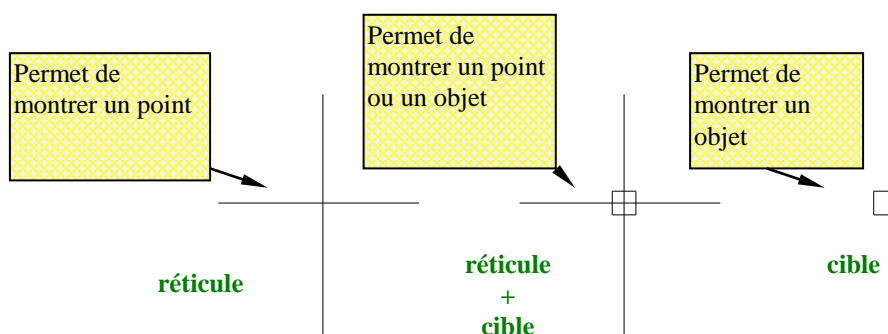 Permet de
montrer un point
Permet de
montrer un point
ou un objet
Permet de
montrer un
objet
réticule
réticule
+
cible
cible